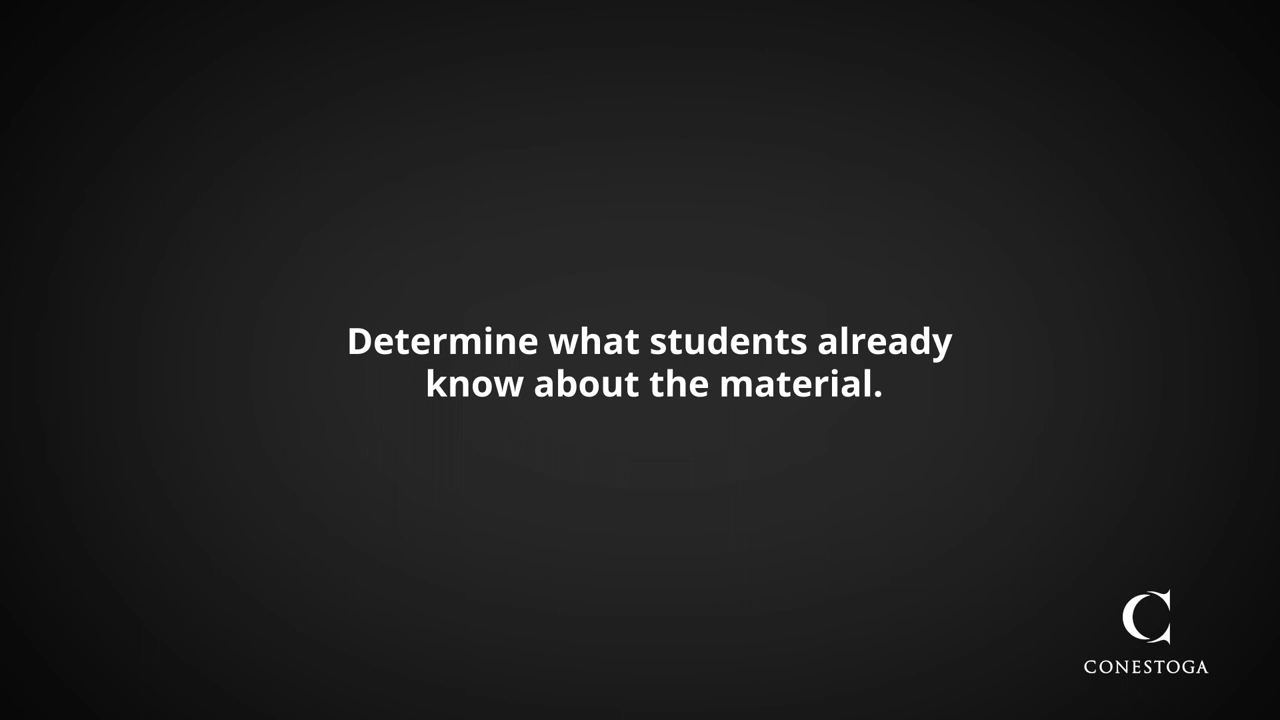 Determine what students already
know about the material.
C
CONESTOGA